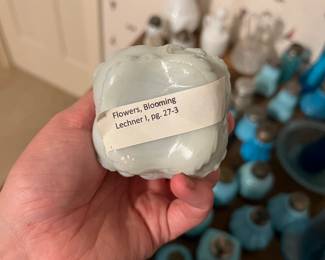 Flowers, Blooming
Lechner I, pg. 27-3